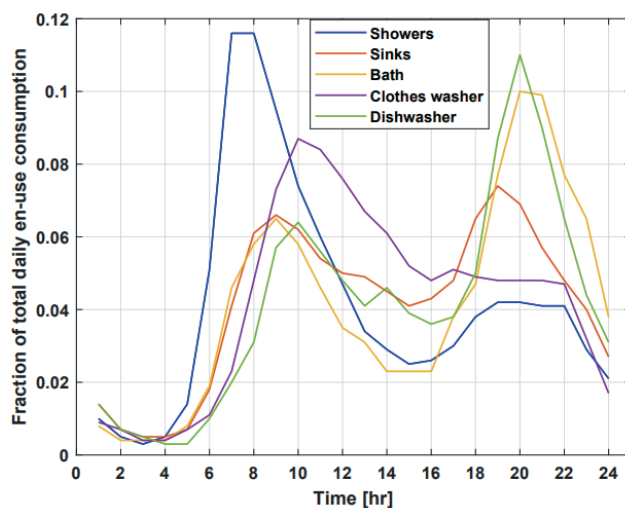 0.12
0.1
0.08
0.06
0.04
0.02
0
Fraction of total daily en-use consumption
Showers
Sinks
Bath
Clothes washer
Dishwasher
0 2 4 6 8 10 12 14 16 18 20 22 24
Time [hr]